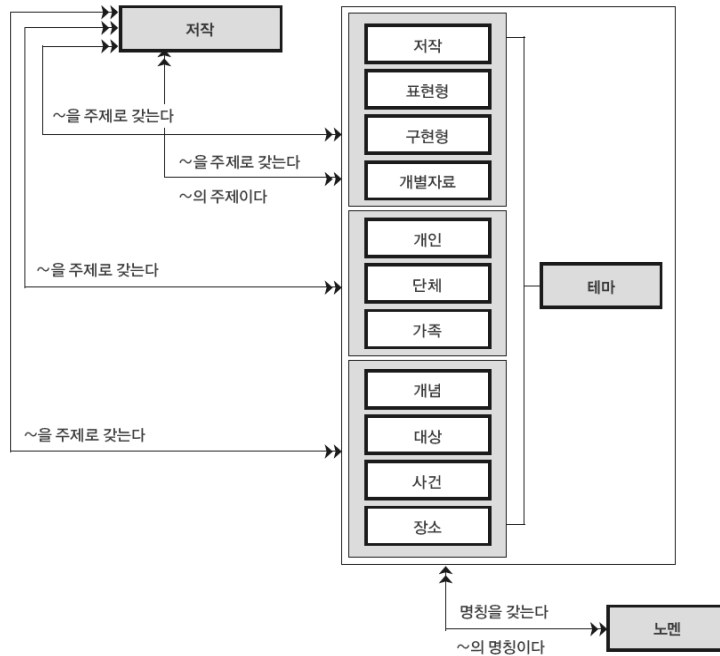 저작
저작
표현형
구현형
개별자료
~을 주제로 갖는다
~을 주제로 갖는다
~의 주제이다
개인
단체
가족
~을 주제로 갖는다
테마
개념
대상
사건
장소
~을 주제로 갖는다
명칭을 갖는다
~의 명칭이다
노멘